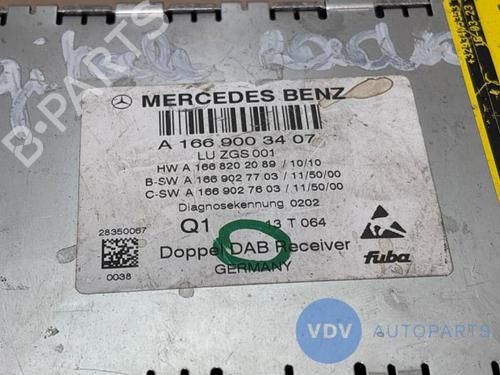 MERCEDES BENZ
A 166 900 34 07
LU ZGS 001
HW A 166 820 20 89 / 10/10
B-SW A 166 902 77 03 / 11/50/00
C-SW A 166 902 76 03 / 11/50/00
Diagnosekennung 0202
Q1 13 T 064
28350067
0038
Doppel DAB Receiver
GERMANY
fuba
B-Parts
VDV AUTOPARTS